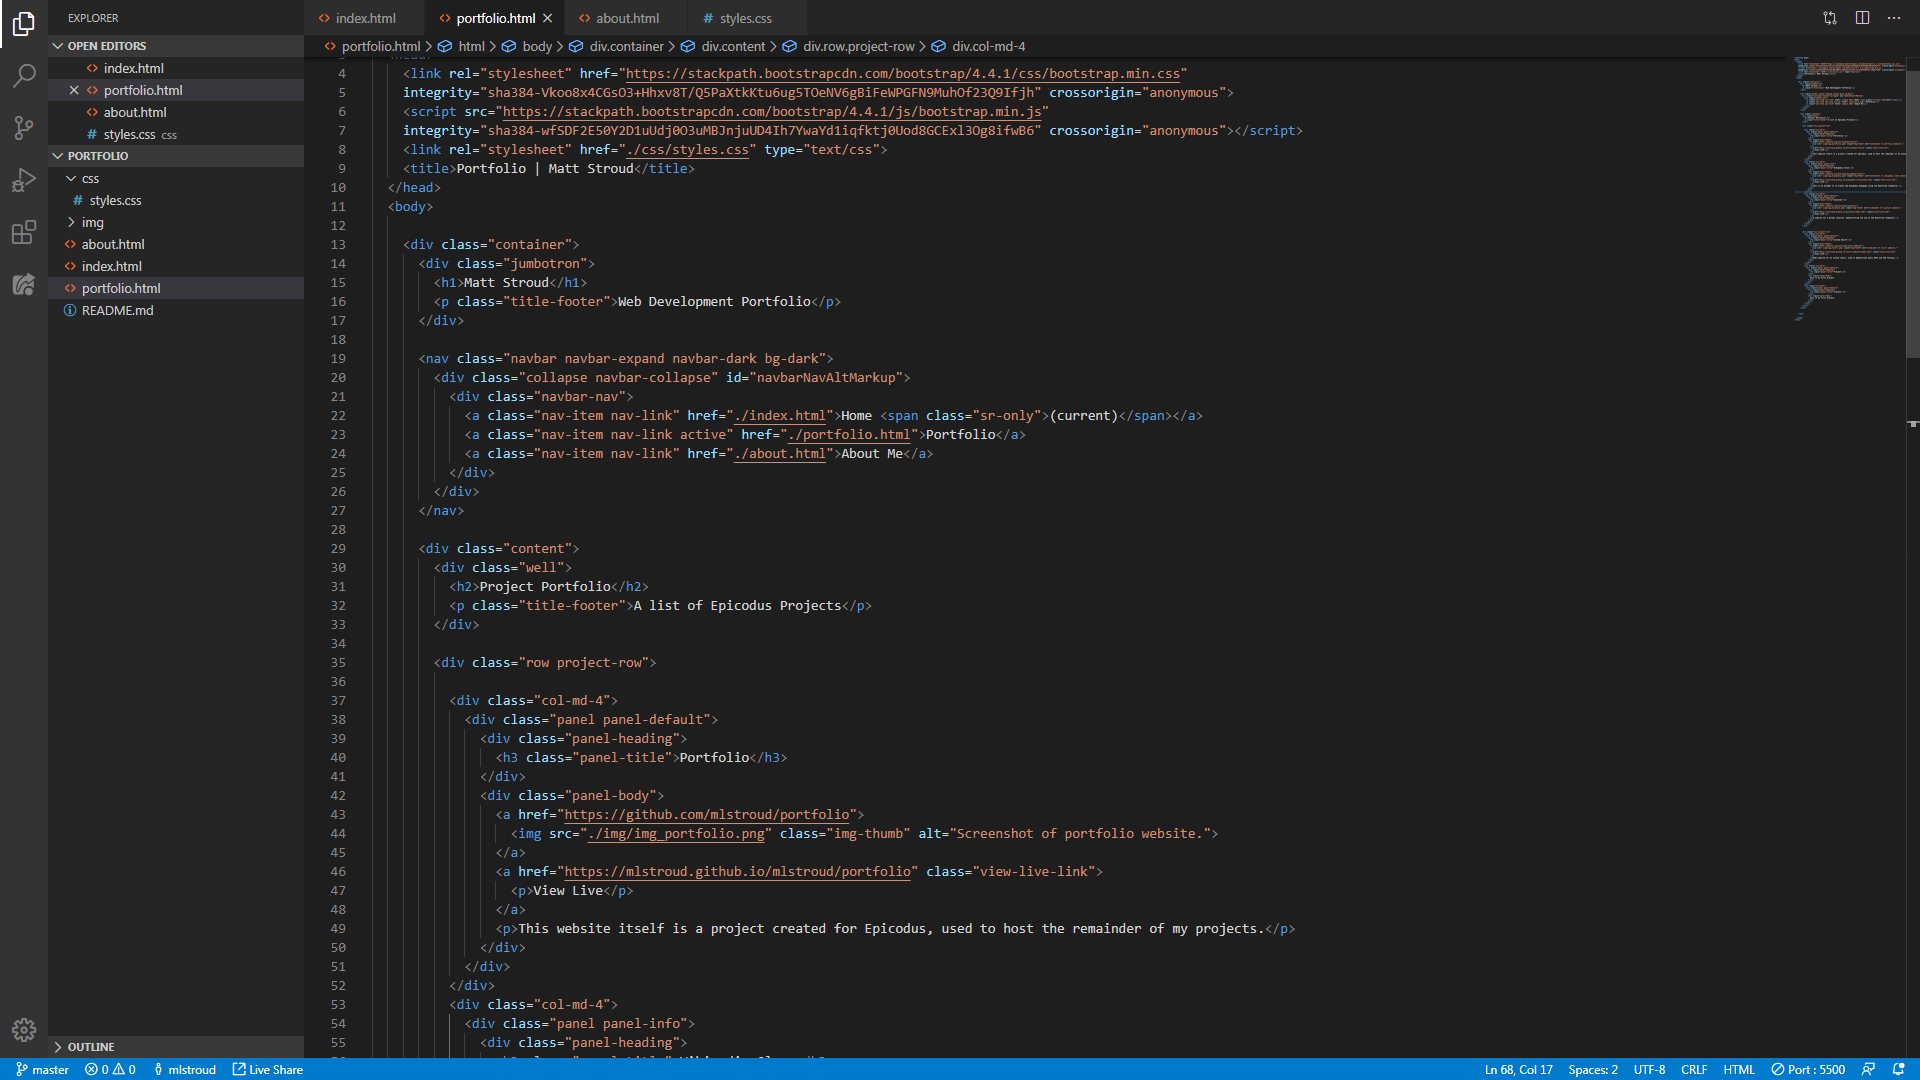 EXPLORER
OPEN EDITORS
index.html
portfolio.html
about.html
styles.css css
PORTFOLIO
css
styles.css
img
about.html
index.html
portfolio.html
README.md
OUTLINE
index.html portfolio.html about.html styles.css
portfolio.html > html > body > div.container > div.content > div.row.project-row > div.col-md-4
4 <link rel="stylesheet" href="https://stackpath.bootstrapcdn.com/bootstrap/4.4.1/css/bootstrap.min.css"
5 integrity="sha384-Vkoo8x4CGsO3+Hhxv8T/Q5PaXtkKtu6ug5TOeNV6gBiFeWPGFN9MuhOf23Q9Ifjh" crossorigin="anonymous">
6 <script src="https://stackpath.bootstrapcdn.com/bootstrap/4.4.1/js/bootstrap.min.js"
7 integrity="sha384-wfSDF2E50Y2D1uUdj0O3uMBJnjuUD4Ih7YwaYd1iqfktj0Uod8GCExl3Og8ifwB6" crossorigin="anonymous"></script>
8 <link rel="stylesheet" href="./css/styles.css" type="text/css">
9 <title>Portfolio | Matt Stroud</title>
10 </head>
11 <body>
12
13 <div class="container">
14 <div class="jumbotron">
15 <h1>Matt Stroud</h1>
16 <p class="title-footer">Web Development Portfolio</p>
17 </div>
18
19 <nav class="navbar navbar-expand navbar-dark bg-dark">
20 <div class="collapse navbar-collapse" id="navbarNavAltMarkup">
21 <div class="navbar-nav">
22 <a class="nav-item nav-link" href="./index.html">Home <span class="sr-only">(current)</span></a>
23 <a class="nav-item nav-link active" href="./portfolio.html">Portfolio</a>
24 <a class="nav-item nav-link" href="./about.html">About Me</a>
25 </div>
26 </div>
27 </nav>
28
29 <div class="content">
30 <div class="well">
31 <h2>Project Portfolio</h2>
32 <p class="title-footer">A list of Epicodus Projects</p>
33 </div>
34
35 <div class="row project-row">
36
37 <div class="col-md-4">
38 <div class="panel panel-default">
39 <div class="panel-heading">
40 <h3 class="panel-title">Portfolio</h3>
41 </div>
42 <div class="panel-body">
43 <a href="https://github.com/mlstroud/portfolio">
44 <img src="./img/img_portfolio.png" class="img-thumb" alt="Screenshot of portfolio website.">
45 </a>
46 <a href="https://mlstroud.github.io/mlstroud/portfolio" class="view-live-link">
47 <p>View Live</p>
48 </a>
49 <p>This website itself is a project created for Epicodus, used to host the remainder of my projects.</p>
50 </div>
51 </div>
52 </div>
53 <div class="col-md-4">
54 <div class="panel panel-info">
55 <div class="panel-heading">
master 0 0 mlstroud Live Share Ln 68, Col 17 Spaces: 2 UTF-8 CRLF HTML Port : 5500